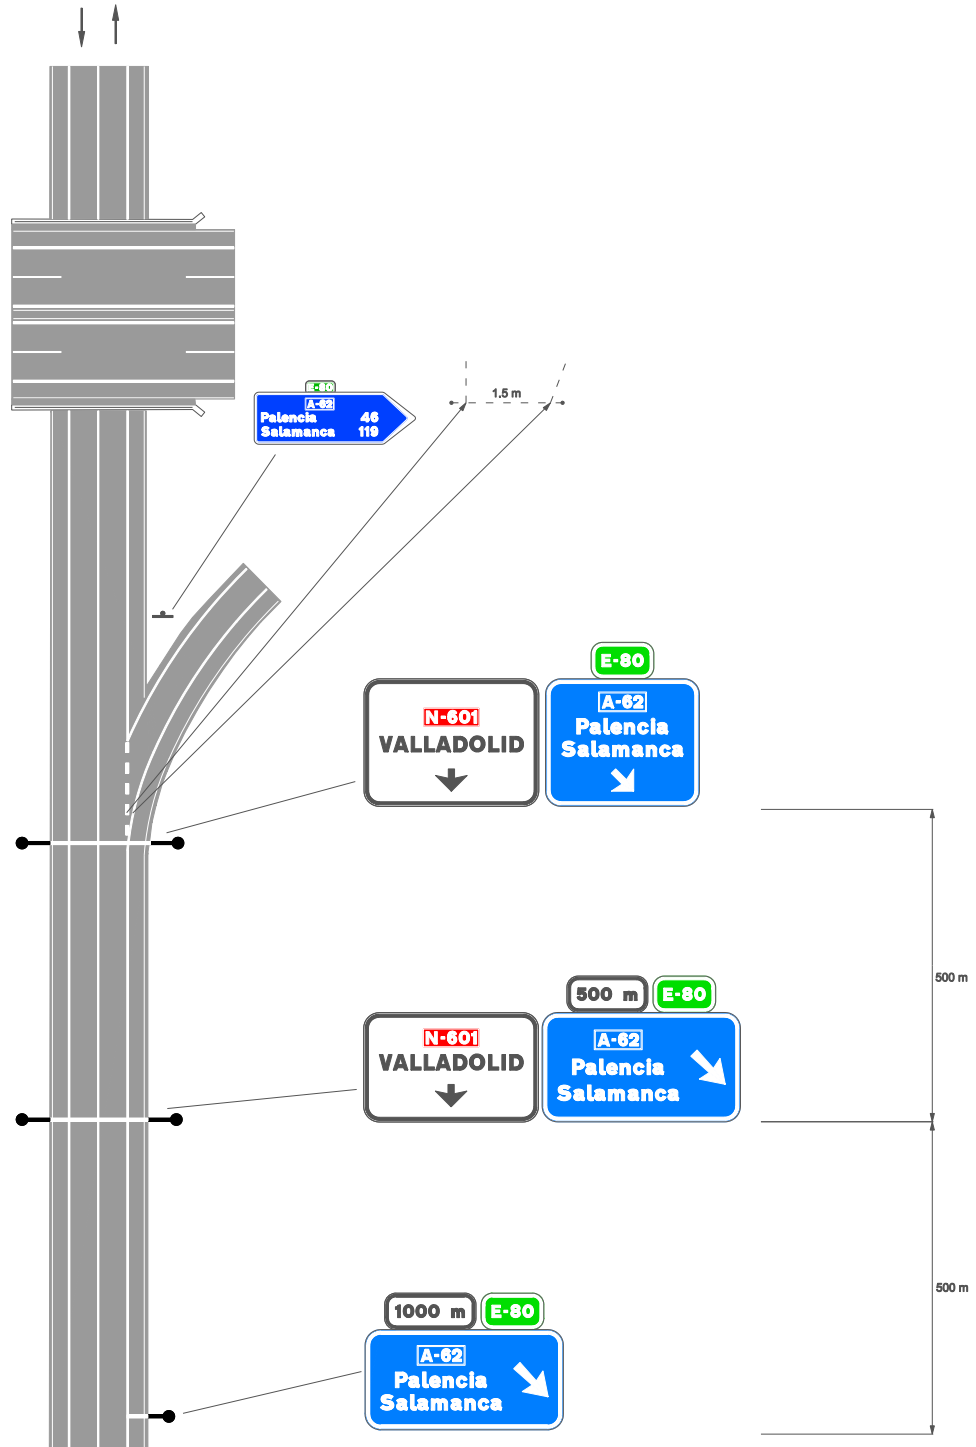 E-80
A-62
Palencia 46
Salamanca 119
1.5 m
E-80
N-601
VALLADOLID
A-62
Palencia
Salamanca
500 m
500 m E-80
N-601
VALLADOLID
A-62
Palencia
Salamanca
500 m
1000 m E-80
A-62
Palencia
Salamanca